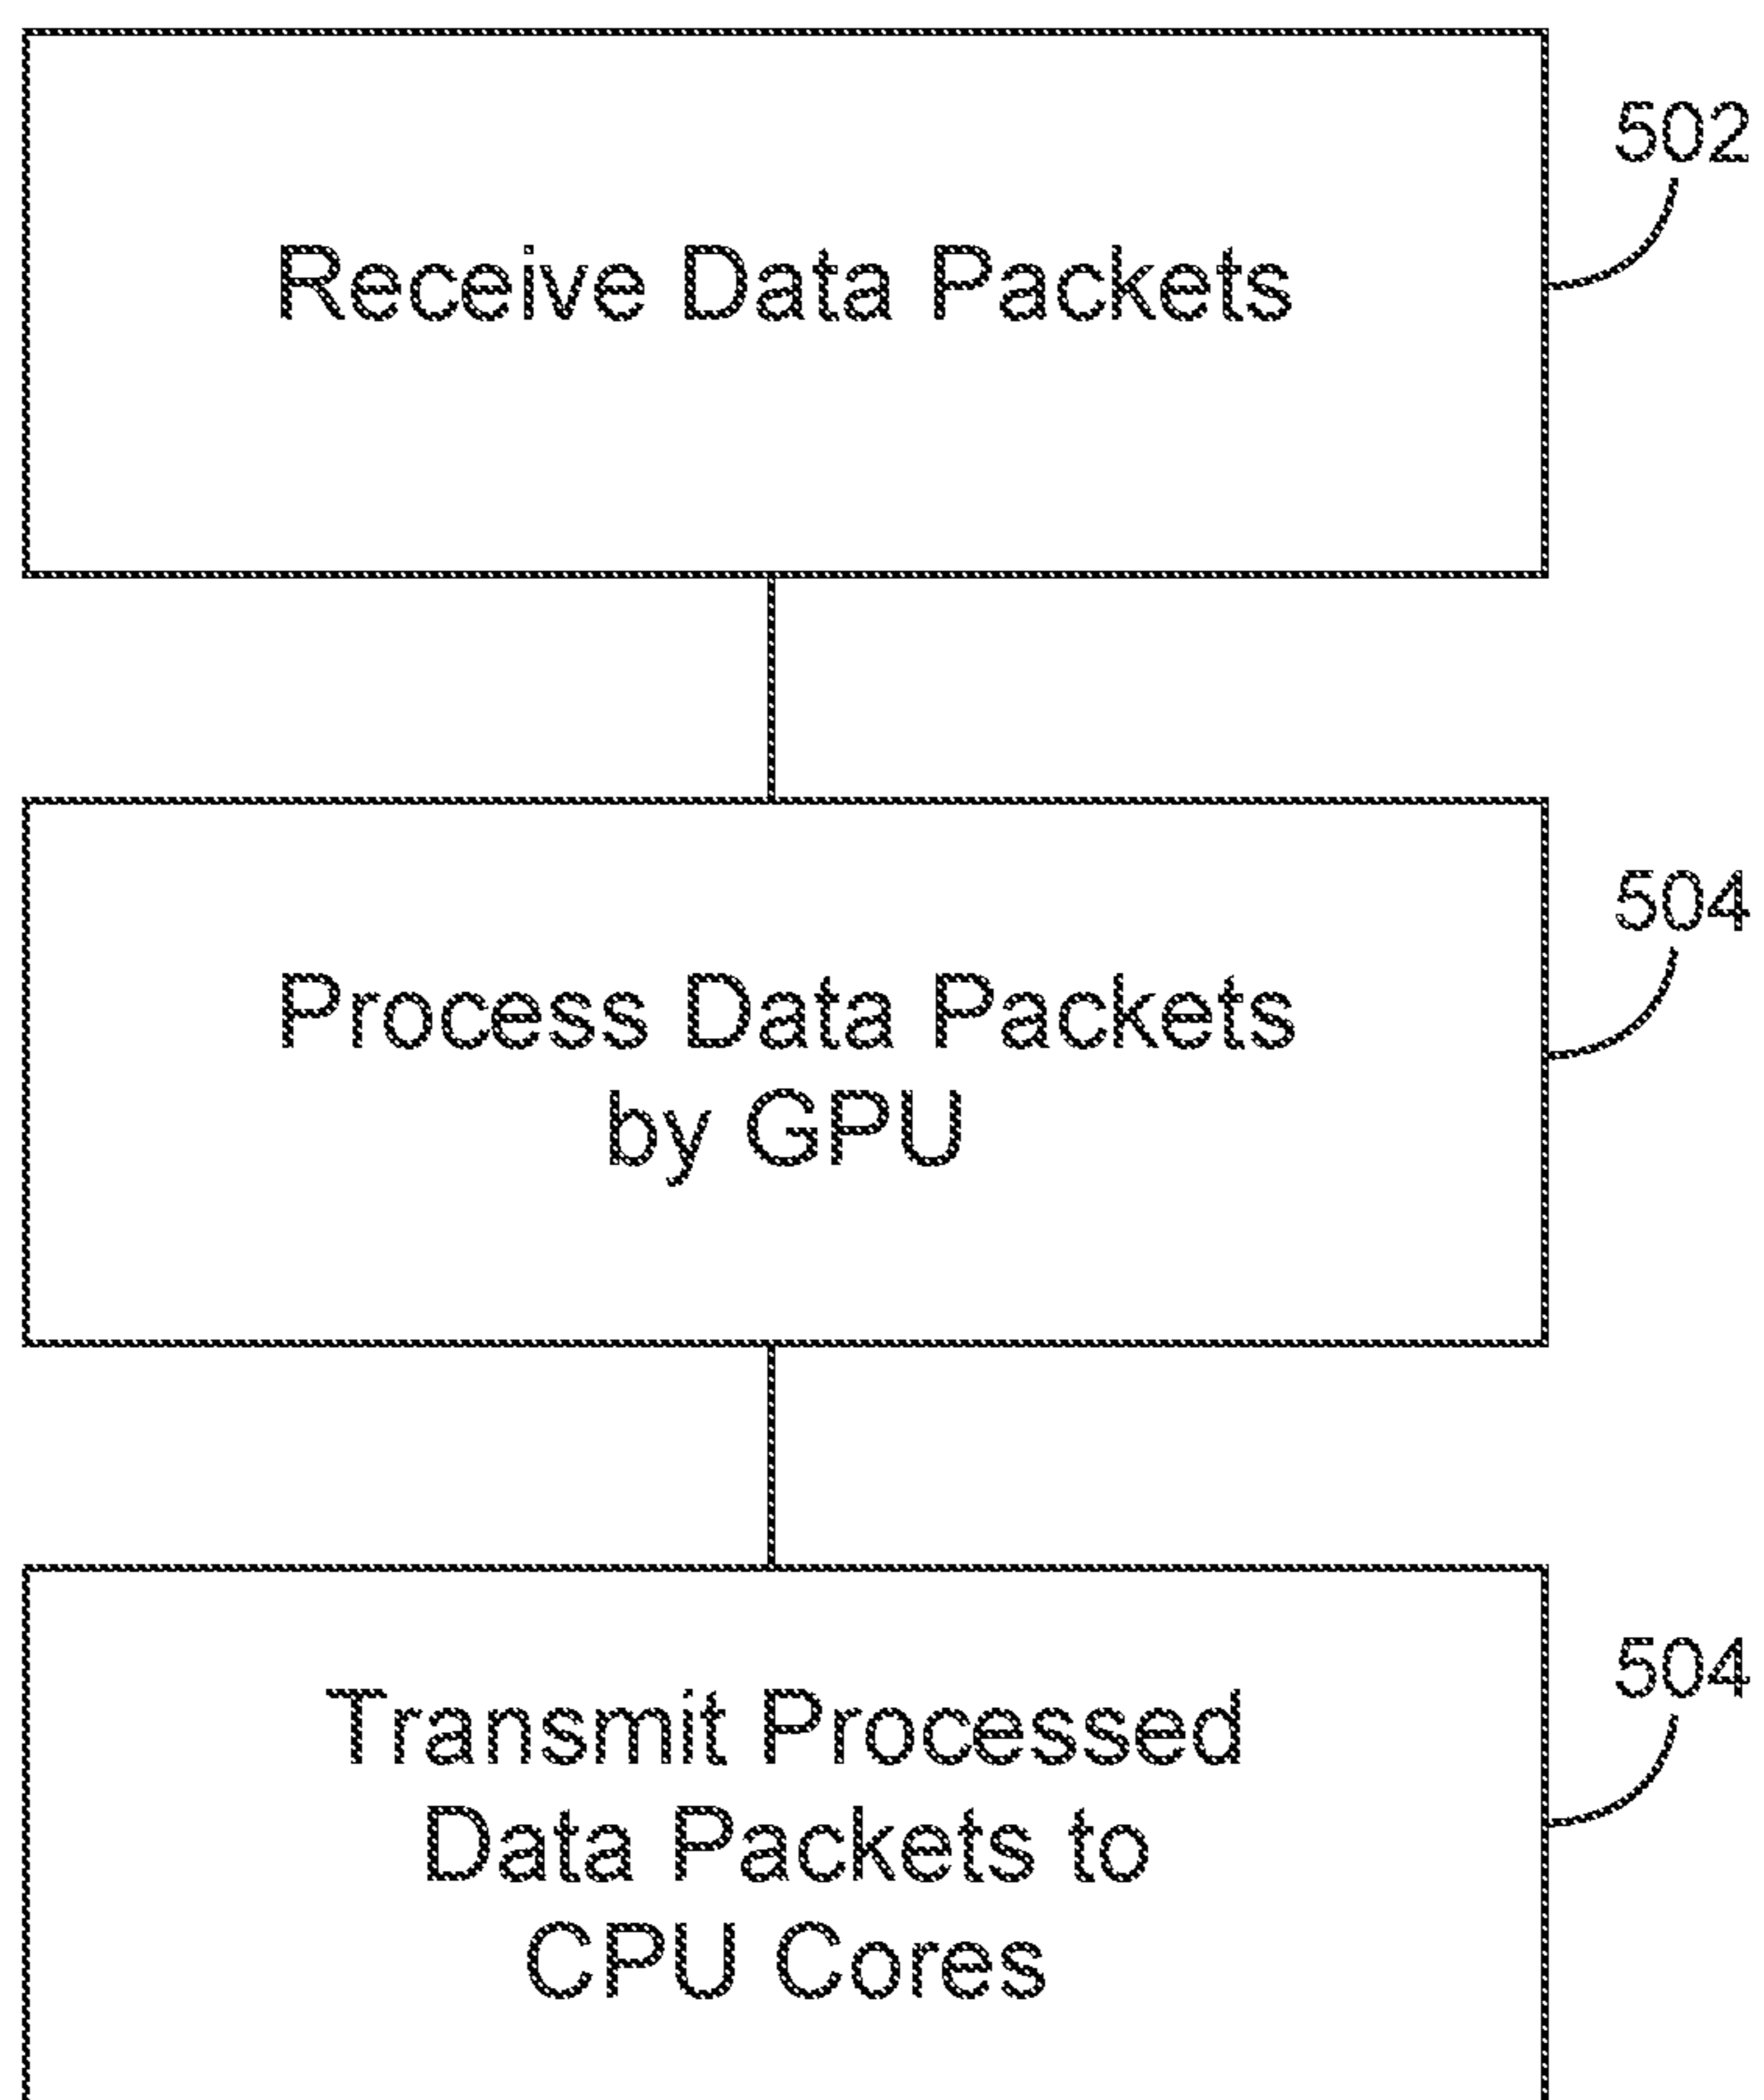 502
Receive Data Packets
504
Process Data Packets
by GPU
504
Transmit Processed
Data Packets to
CPU Cores